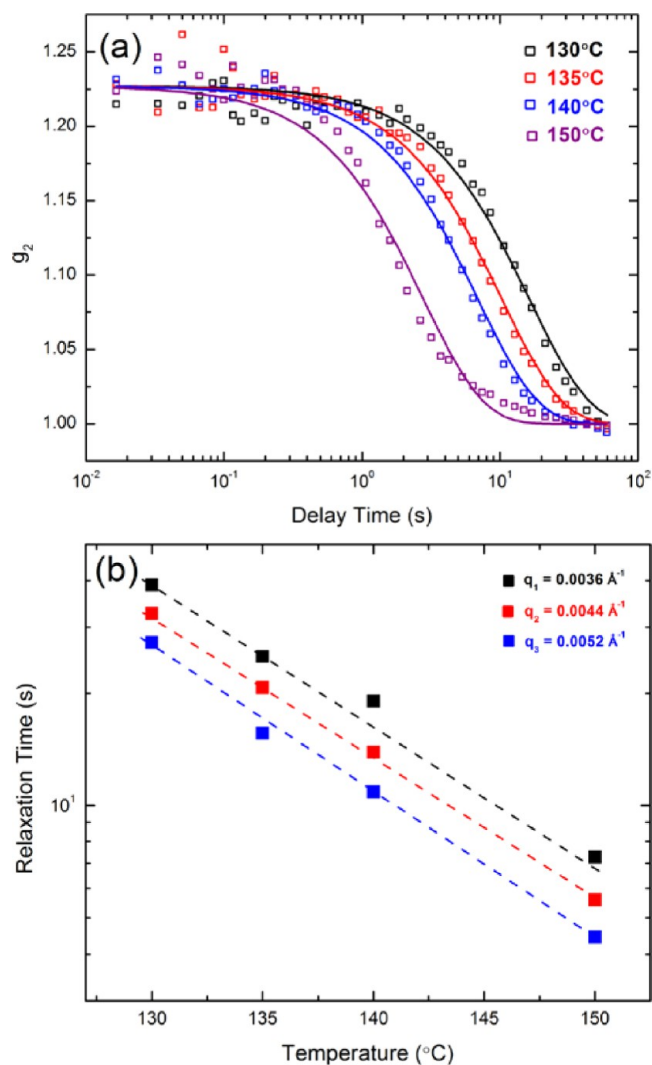 (a)
130°C
135°C
140°C
150°C
1.25
1.20
1.15
1.10
1.05
1.00
g₂
10⁻² 10⁻¹ 10⁰ 10¹ 10²
Delay Time (s)
(b)
q₁ = 0.0036 Å⁻¹
q₂ = 0.0044 Å⁻¹
q₃ = 0.0052 Å⁻¹
10¹
Relaxation Time (s)
130 135 140 145 150
Temperature (°C)